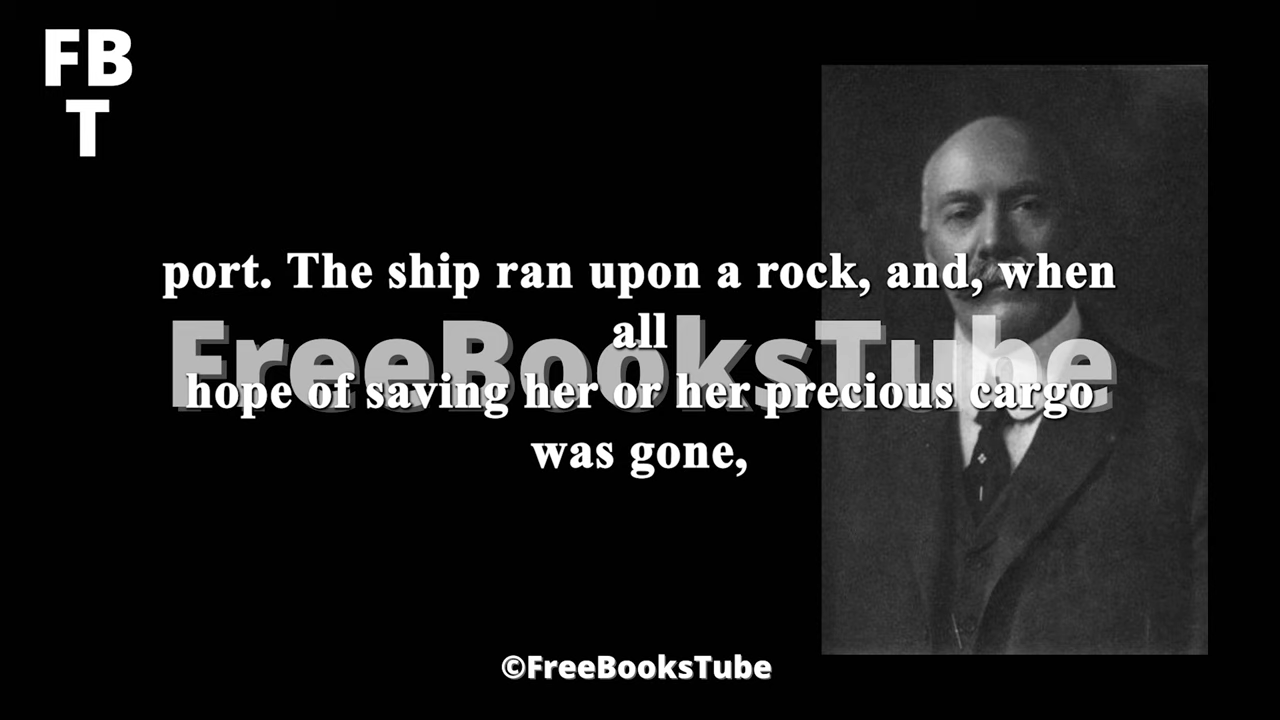 FB
T
port. The ship ran upon a rock, and, when
all
FreeBooksTube
hope of saving her or her precious cargo
was gone,
©FreeBooksTube